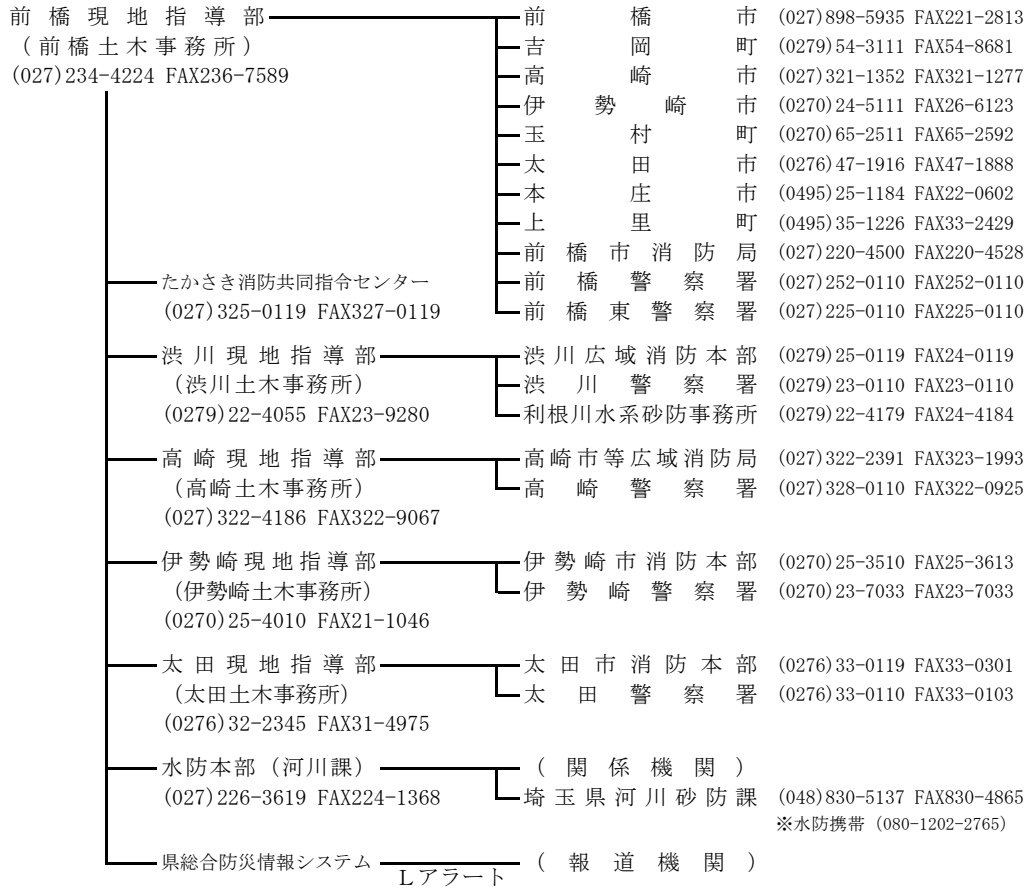 前橋現地指導部 前橋市 (027)898-5935 FAX221-2813
(前橋土木事務所) 吉岡町 (0279)54-3111 FAX54-8681
(027)234-4224 FAX236-7589 高崎市 (027)321-1352 FAX321-1277
伊勢崎市 (0270)24-5111 FAX26-6123
玉村町 (0270)65-2511 FAX65-2592
太田市 (0276)47-1916 FAX47-1888
本庄市 (0495)25-1184 FAX22-0602
上里町 (0495)35-1226 FAX33-2429
前橋市消防局 (027)220-4500 FAX220-4528
たかさき消防共同指令センター 前橋警察署 (027)252-0110 FAX252-0110
(027)325-0119 FAX327-0119 前橋東警察署 (027)225-0110 FAX225-0110
渋川現地指導部 渋川広域消防本部 (0279)25-0119 FAX24-0119
(渋川土木事務所) 渋川警察署 (0279)23-0110 FAX23-0110
(0279)22-4055 FAX23-9280 利根川水系砂防事務所 (0279)22-4179 FAX24-4184
高崎現地指導部 高崎市等広域消防局 (027)322-2391 FAX323-1993
(高崎土木事務所) 高崎警察署 (027)328-0110 FAX322-0925
(027)322-4186 FAX322-9067
伊勢崎現地指導部 伊勢崎市消防本部 (0270)25-3510 FAX25-3613
(伊勢崎土木事務所) 伊勢崎警察署 (0270)23-7033 FAX23-7033
(0270)25-4010 FAX21-1046
太田現地指導部 太田市消防本部 (0276)33-0119 FAX33-0301
(太田土木事務所) 太田警察署 (0276)33-0110 FAX33-0103
(0276)32-2345 FAX31-4975
水防本部(河川課) (関係機関)
(027)226-3619 FAX224-1368 埼玉県河川砂防課 (048)830-5137 FAX830-4865
※水防携帯(080-1202-2765)
県総合防災情報システム (報道機関)
Lアラート